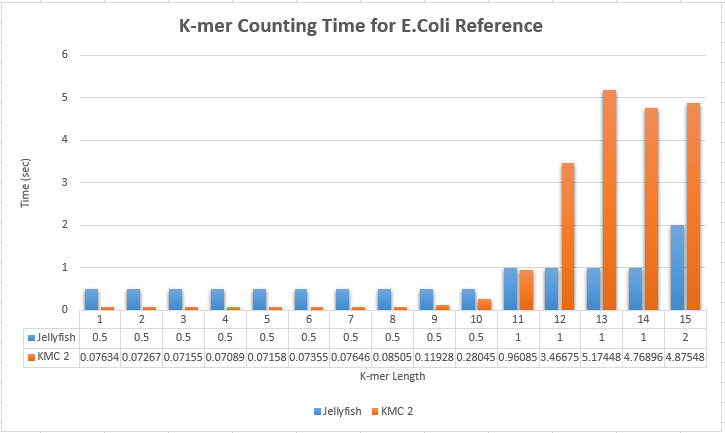 K-mer Counting Time for E.Coli Reference
6
5
4
3
2
1
0
Time (sec)
1 2 3 4 5 6 7 8 9 10 11 12 13 14 15
Jellyfish 0.5 0.5 0.5 0.5 0.5 0.5 0.5 0.5 0.5 0.5 1 1 1 1 2
KMC 2 0.07634 0.07267 0.07155 0.07089 0.07158 0.07355 0.07646 0.08505 0.11928 0.28045 0.96085 3.46675 5.17448 4.76896 4.87548
K-mer Length
Jellyfish KMC 2